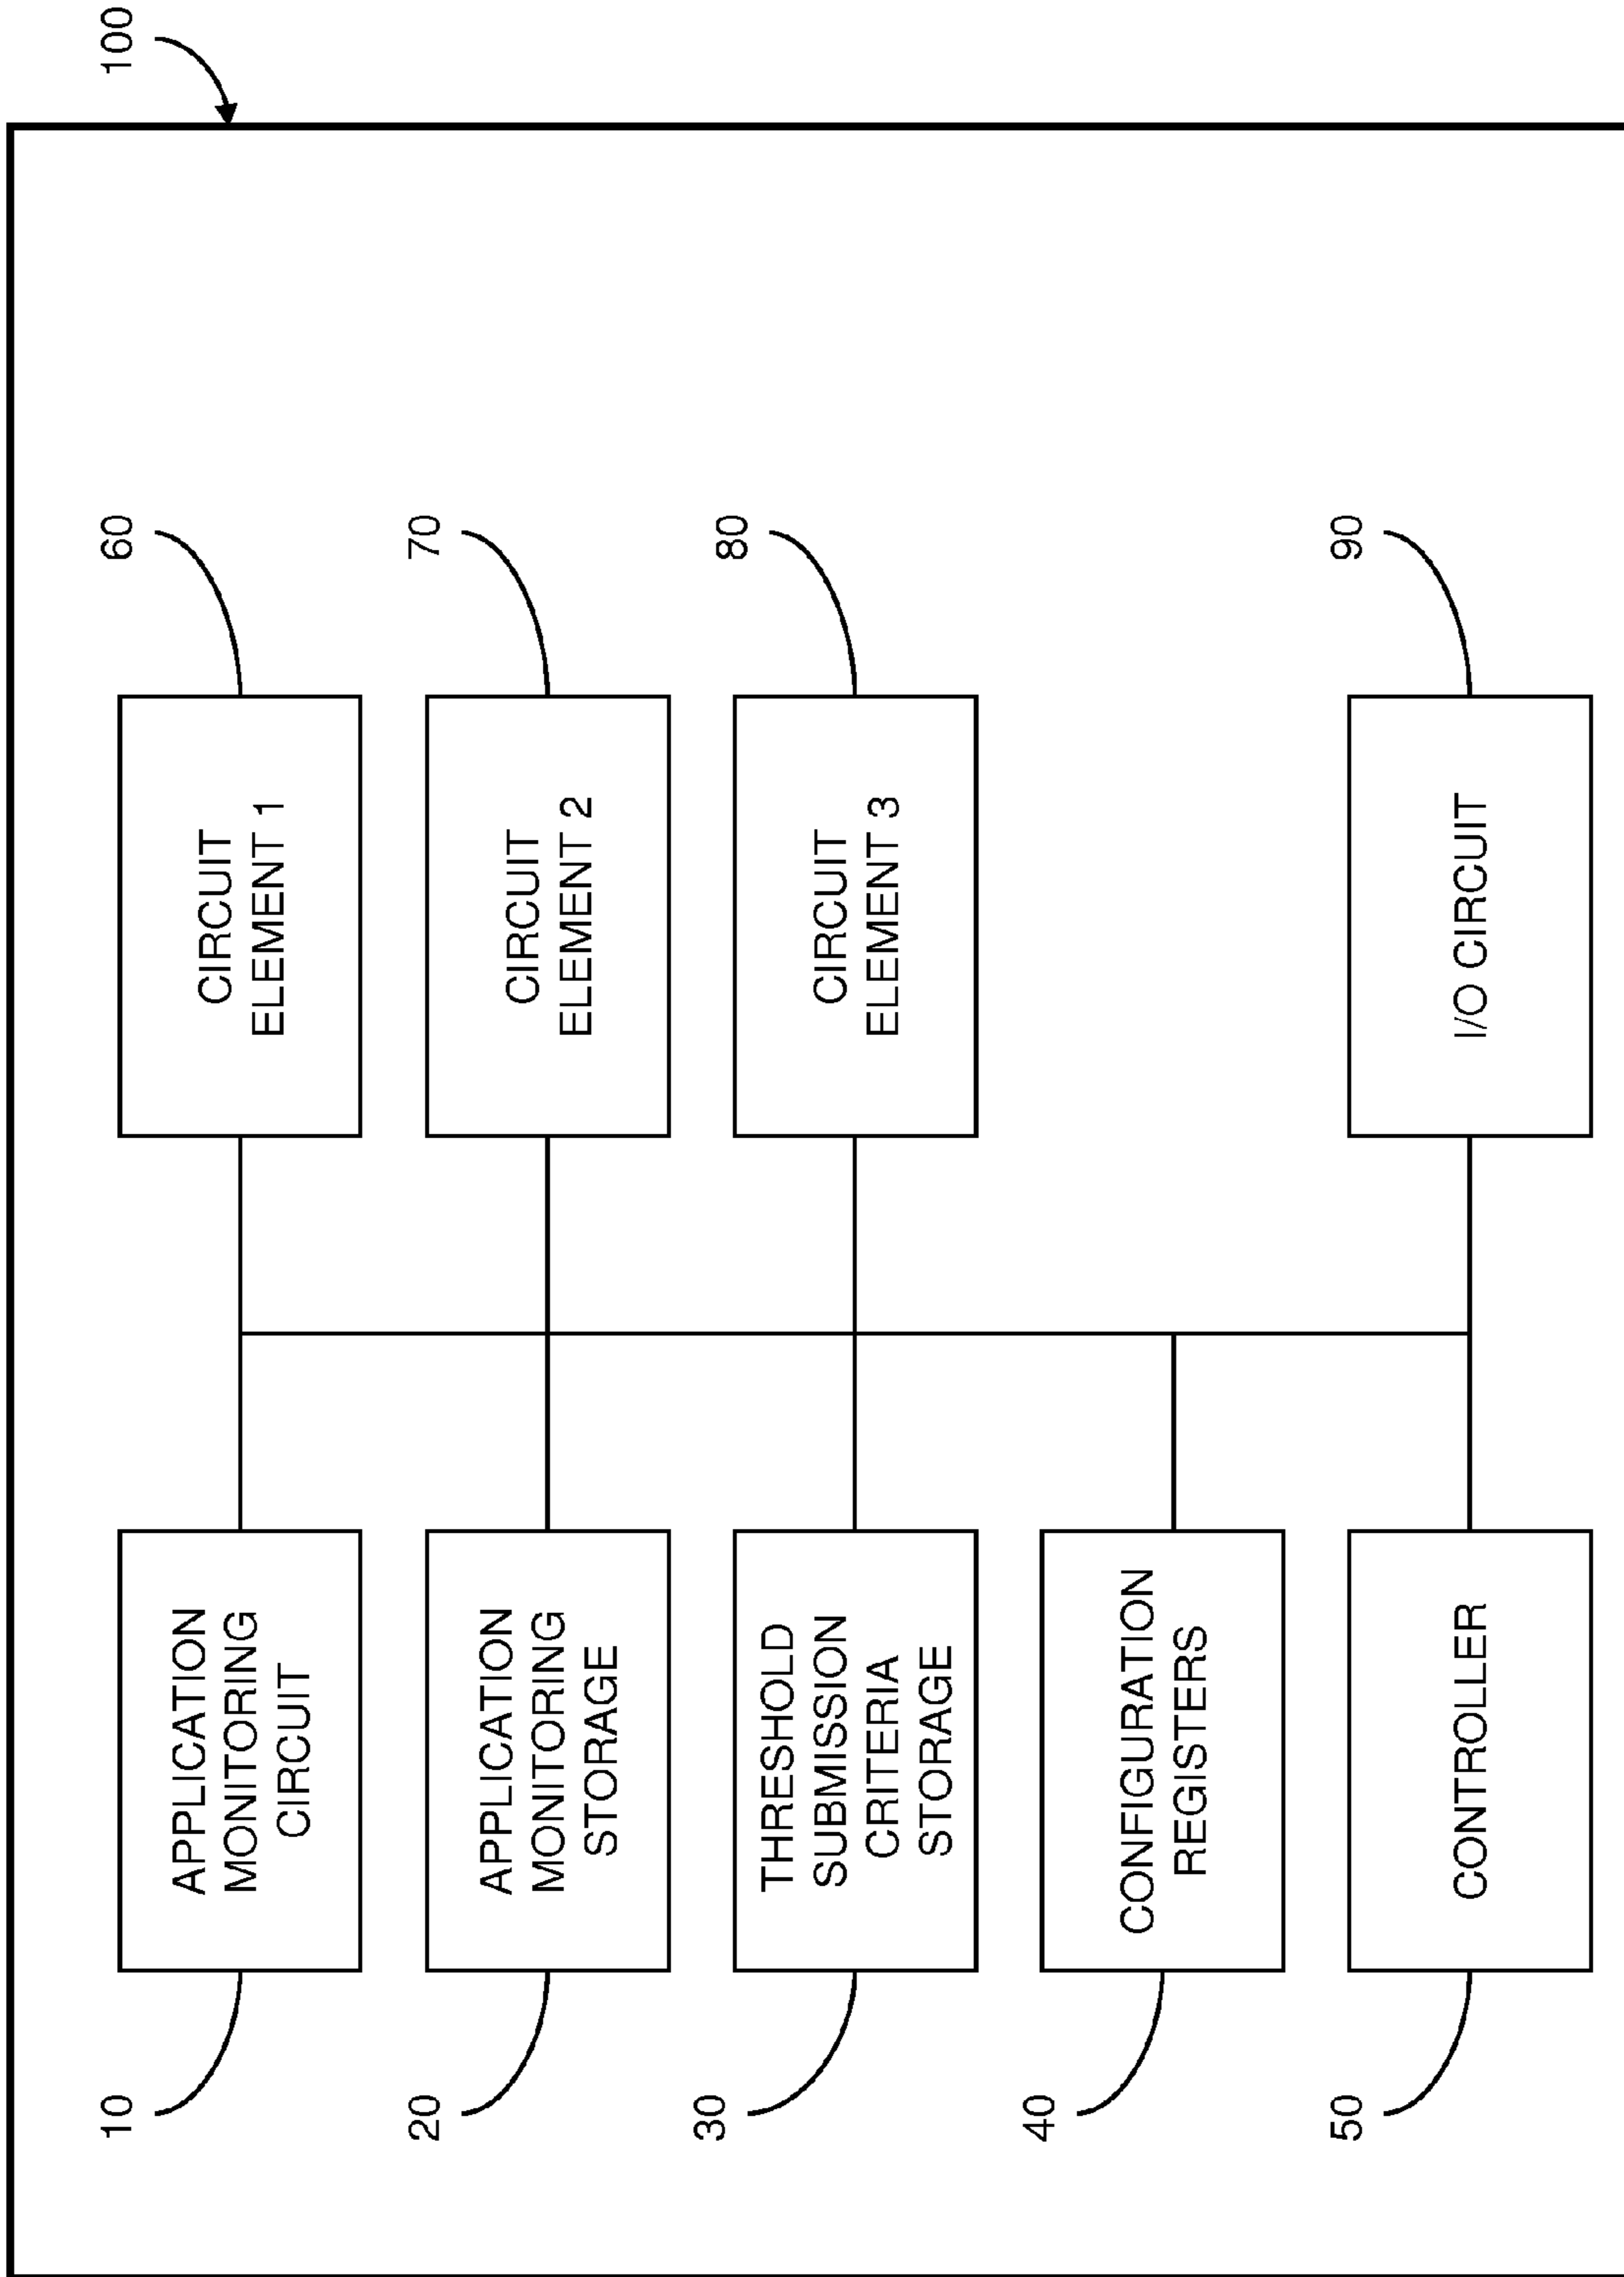 100
10
APPLICATION
MONITORING
CIRCUIT
CIRCUIT
ELEMENT 1
60
20
APPLICATION
MONITORING
STORAGE
CIRCUIT
ELEMENT 2
70
30
THRESHOLD
SUBMISSION
CRITERIA
STORAGE
CIRCUIT
ELEMENT 3
80
40
CONFIGURATION
REGISTERS
50
CONTROLLER
I/O CIRCUIT
90